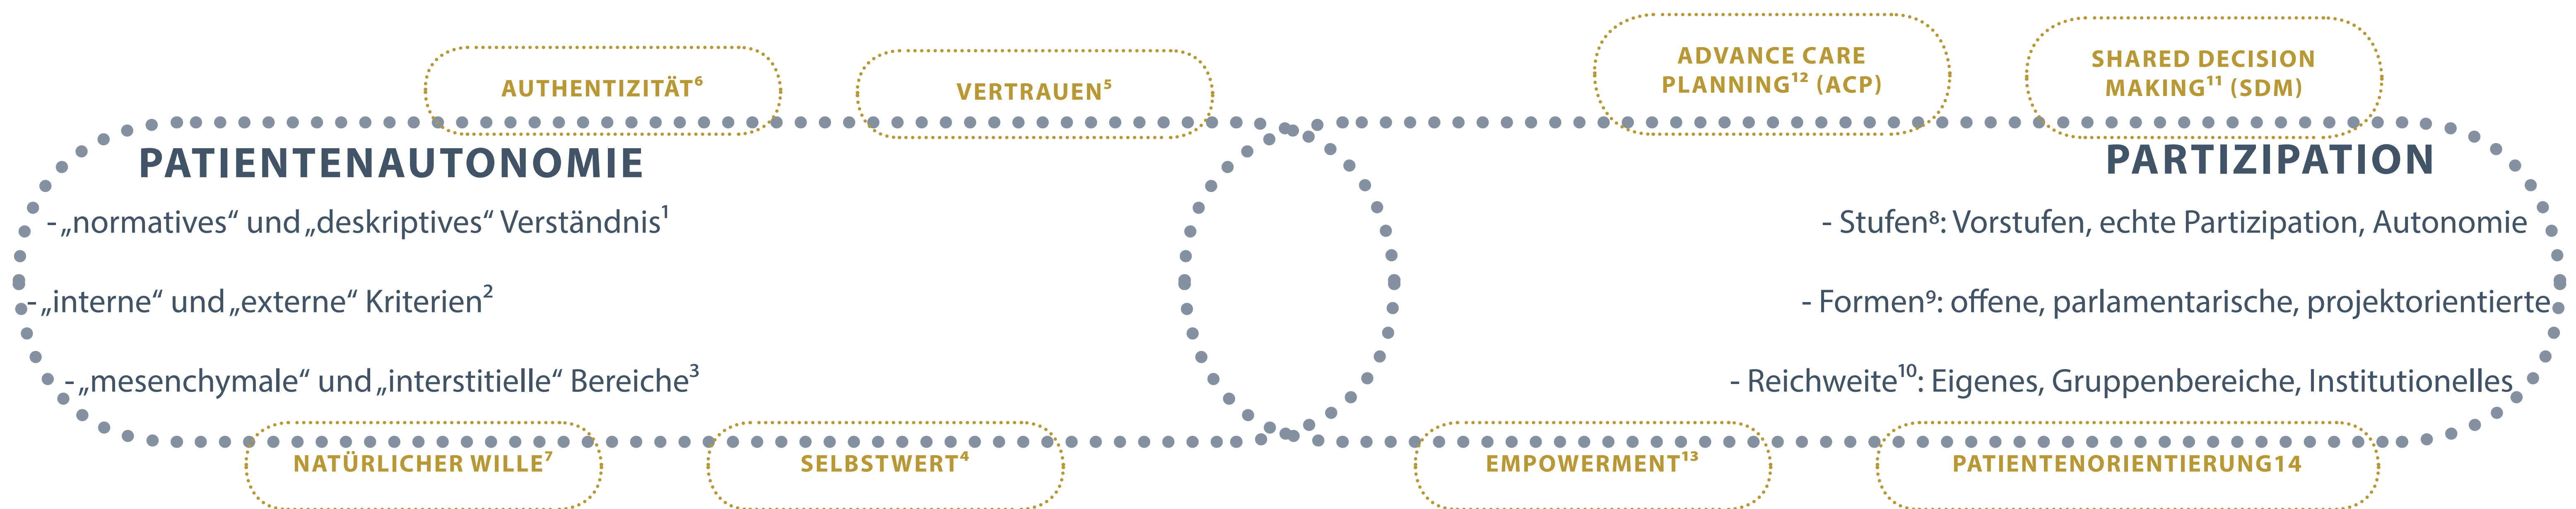 AUTHENTIZITÄT⁶
VERTRAUEN⁵
ADVANCE CARE
PLANNING¹² (ACP)
SHARED DECISION
MAKING¹¹ (SDM)
PATIENTENAUTONOMIE
- „normatives“ und „deskriptives“ Verständnis¹
- „interne“ und „externe“ Kriterien²
- „mesenchymale“ und „interstitielle“ Bereiche³
PARTIZIPATION
- Stufen⁸: Vorstufen, echte Partizipation, Autonomie
- Formen⁹: offene, parlamentarische, projektorientierte
- Reichweite¹⁰: Eigenes, Gruppenbereiche, Institutionelles
NATÜRLICHER WILLE⁷
SELBSTWERT⁴
EMPOWERMENT¹³
PATIENTENORIENTIERUNG14